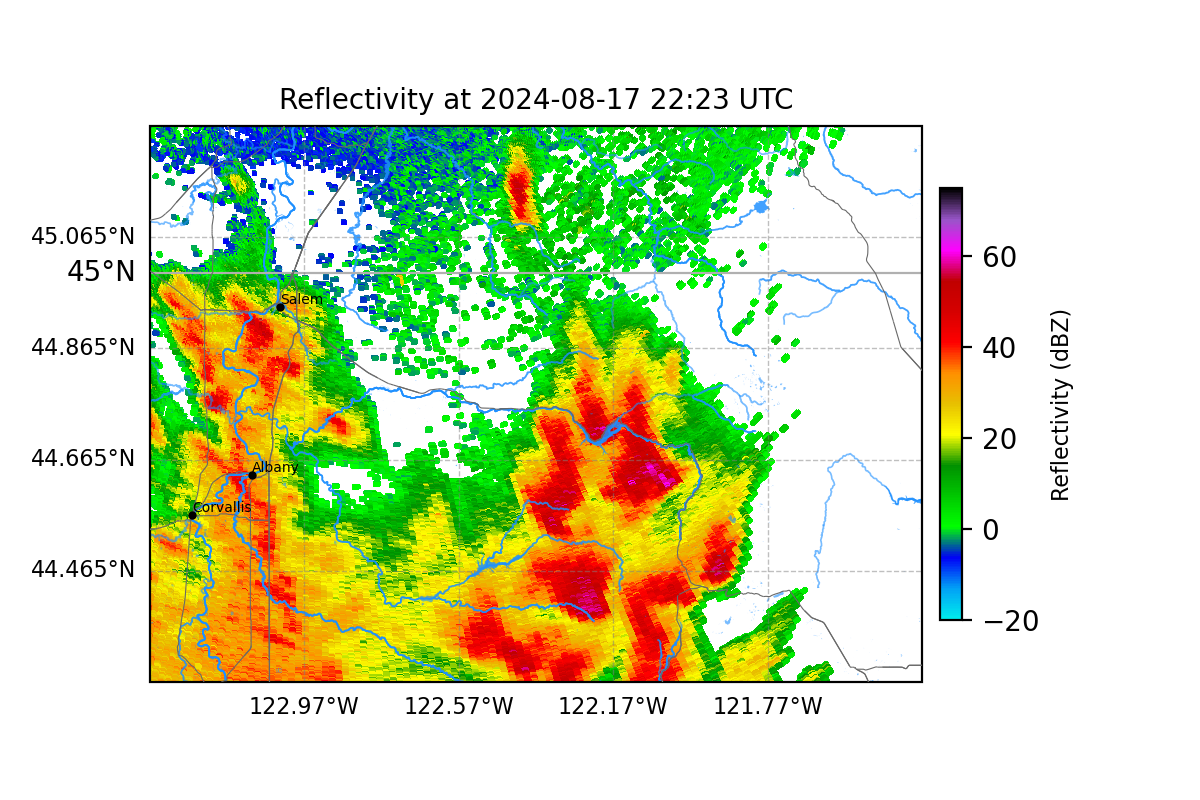 Reflectivity at 2024-08-17 22:23 UTC
45.065°N
45°N
44.865°N
44.665°N
44.465°N
Salem
Albany
Corvallis
122.97°W 122.57°W 122.17°W 121.77°W
60
40
20
0
−20
Reflectivity (dBZ)